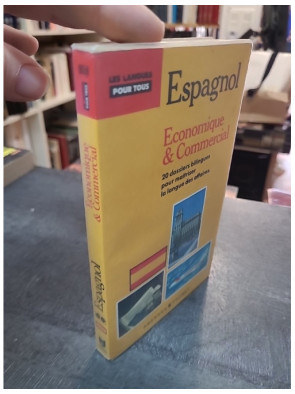 LES LANGUES
POUR TOUS
Espagnol
Economique
& Commercial
20 dossiers bilingues
pour maîtriser
la langue des affaires
Economique
& Commercial
Espagnol